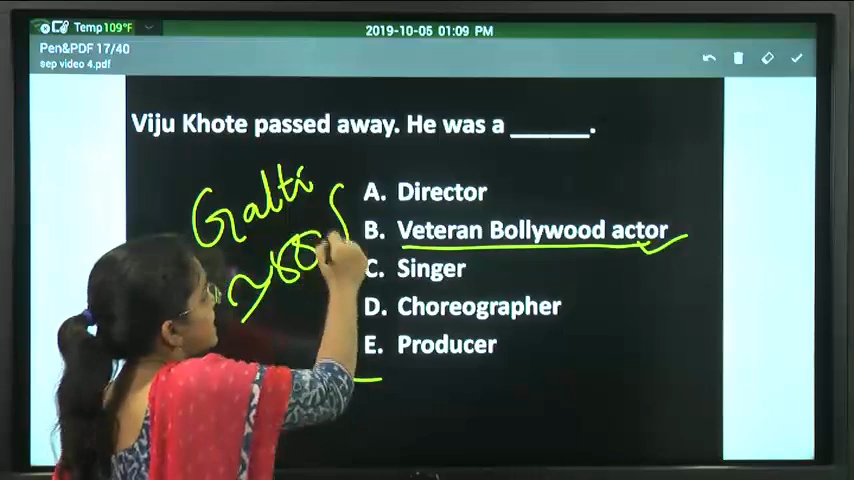 Temp 109°F
2019-10-05 01:09 PM
Pen&PDF 17/40
sep video 4.pdf
Viju Khote passed away. He was a _______.
Galti
A. Director
B. Veteran Bollywood actor
C. Singer
D. Choreographer
E. Producer